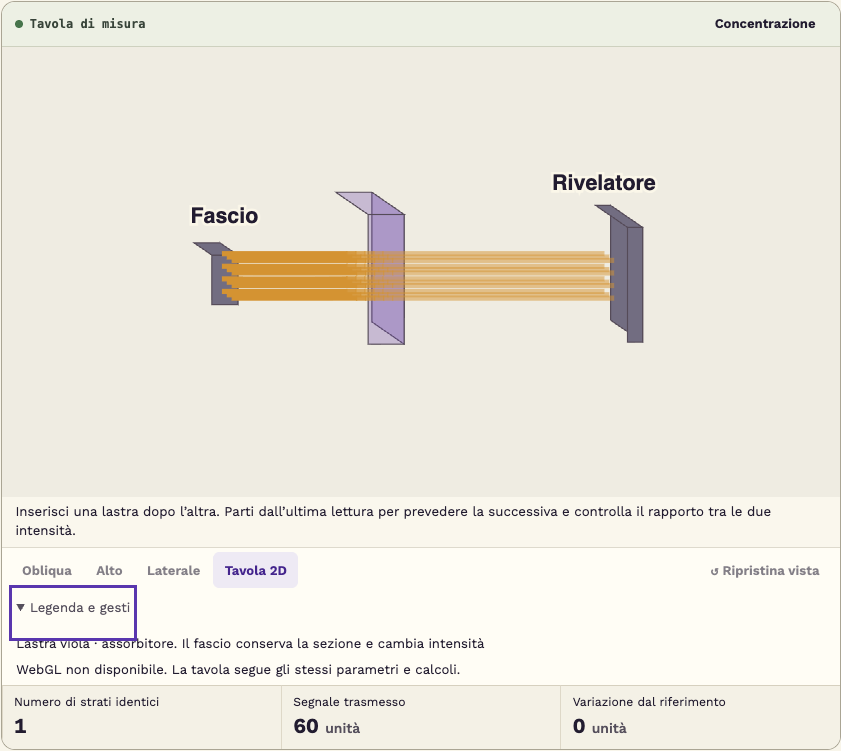 Tavola di misura
Concentrazione
Fascio
Rivelatore
Inserisci una lastra dopo l’altra. Parti dall’ultima lettura per prevedere la successiva e controlla il rapporto tra le due
intensità.
Obliqua Alto Laterale Tavola 2D ↺ Ripristina vista
▼ Legenda e gesti
Lastra viola · assorbitore. Il fascio conserva la sezione e cambia intensità
WebGL non disponibile. La tavola segue gli stessi parametri e calcoli.
Numero di strati identici
1
Segnale trasmesso
60 unità
Variazione dal riferimento
0 unità